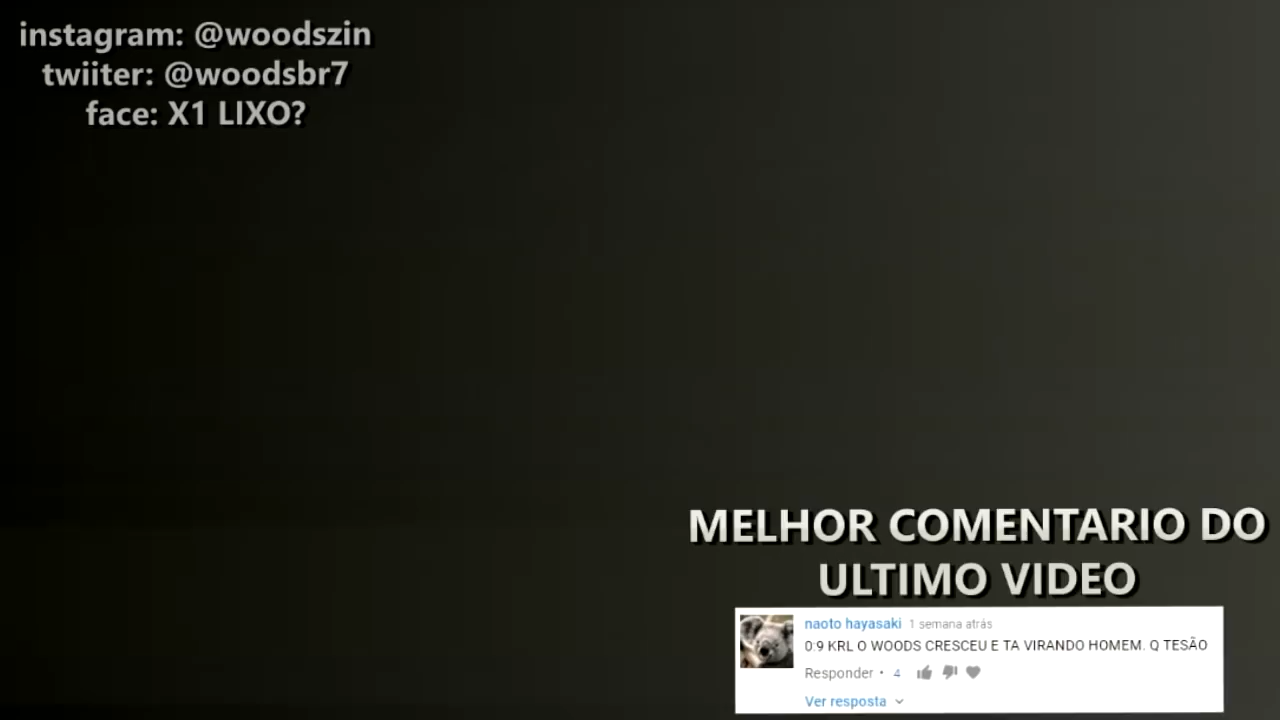 instagram: @woodszin
twiiter: @woodsbr7
face: X1 LIXO?
MELHOR COMENTARIO DO
ULTIMO VIDEO
naoto hayasaki 1 semana atrás
0:9 KRL O WOODS CRESCEU E TA VIRANDO HOMEM. Q TESÃO
Responder • 4
Ver resposta